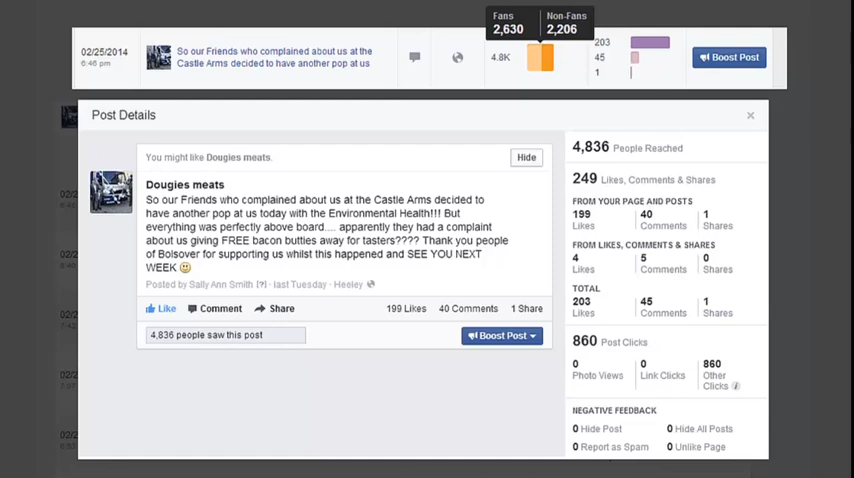 Fans Non-Fans
2,630 2,206
02/25/2014
6:46 pm
So our Friends who complained about us at the
Castle Arms decided to have another pop at us
4.8K
203
45
1
Boost Post
Post Details
You might like Dougies meats.
Hide
Dougies meats
So our Friends who complained about us at the Castle Arms decided to
have another pop at us today with the Environmental Health!!! But
everything was perfectly above board.... apparently they had a complaint
about us giving FREE bacon butties away for tasters???? Thank you people
of Bolsover for supporting us whilst this happened and SEE YOU NEXT
WEEK
Posted by Sally Ann Smith [?] · last Tuesday · Heeley
Like Comment Share 199 Likes 40 Comments 1 Share
4,836 people saw this post
Boost Post
4,836 People Reached
249 Likes, Comments & Shares
FROM YOUR PAGE AND POSTS
199 40 1
Likes Comments Shares
FROM LIKES, COMMENTS & SHARES
4 5 0
Likes Comments Shares
TOTAL
203 45 1
Likes Comments Shares
860 Post Clicks
0 0 860
Photo Views Link Clicks Other
Clicks
NEGATIVE FEEDBACK
0 Hide Post 0 Hide All Posts
0 Report as Spam 0 Unlike Page